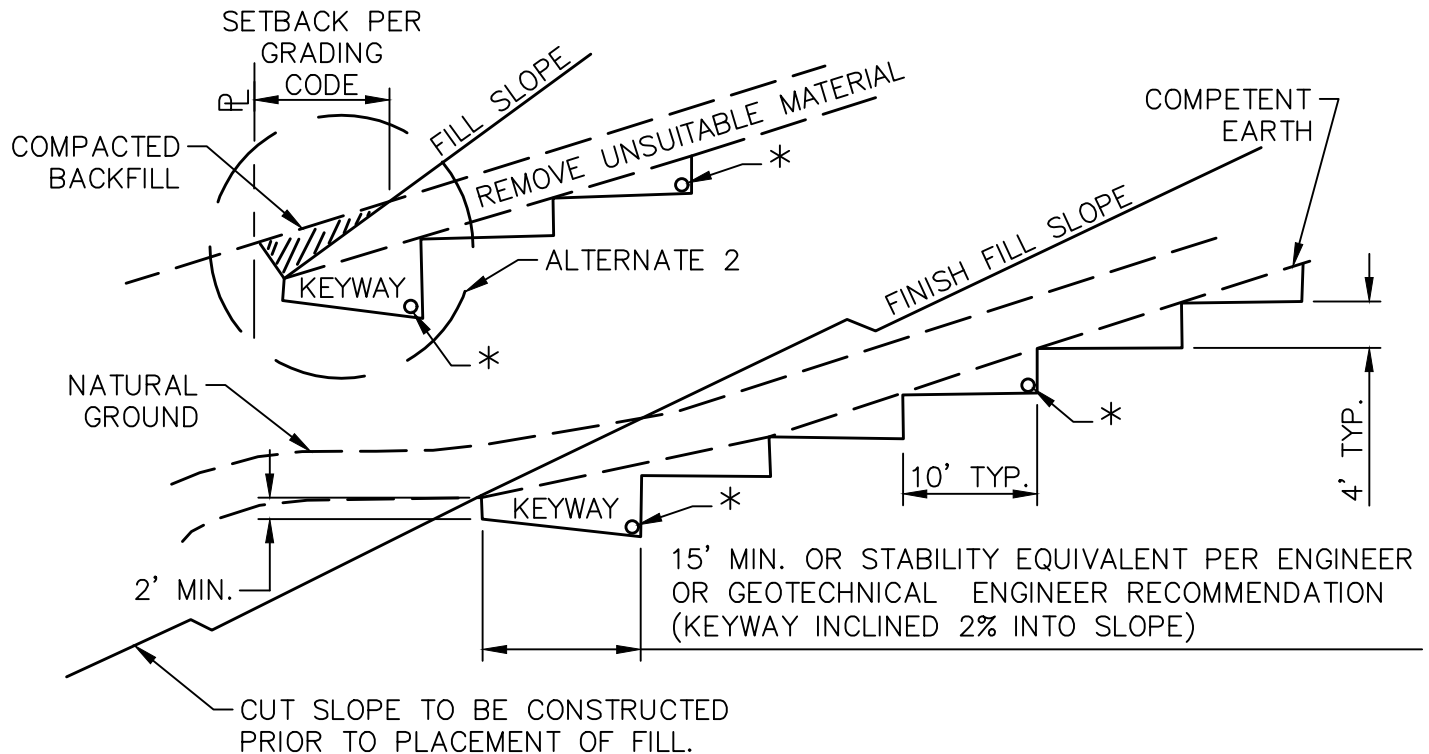 SETBACK PER
GRADING
CODE
PL
FILL SLOPE
REMOVE UNSUITABLE MATERIAL
COMPACTED
BACKFILL
*
COMPETENT
EARTH
KEYWAY
ALTERNATE 2
*
FINISH FILL SLOPE
NATURAL
GROUND
*
10' TYP.
4' TYP.
KEYWAY
*
2' MIN.
15' MIN. OR STABILITY EQUIVALENT PER ENGINEER
OR GEOTECHNICAL ENGINEER RECOMMENDATION
(KEYWAY INCLINED 2% INTO SLOPE)
CUT SLOPE TO BE CONSTRUCTED
PRIOR TO PLACEMENT OF FILL.